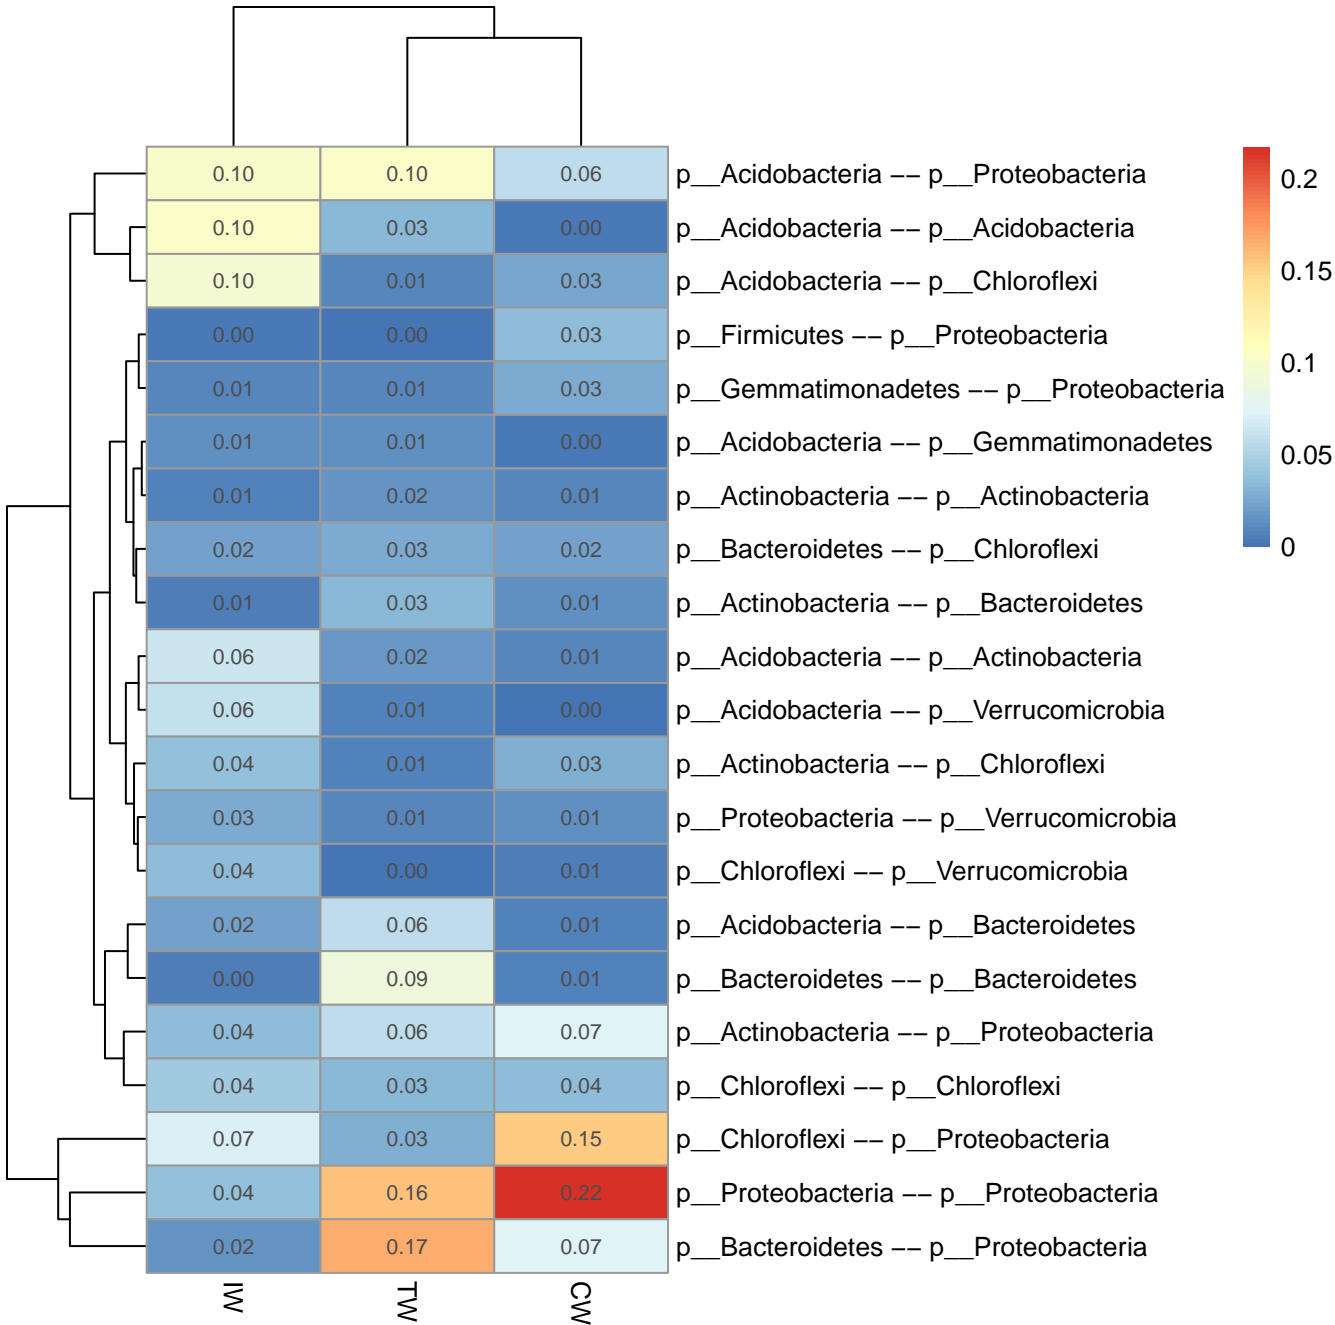 0.10 0.10 0.06 p__Acidobacteria −− p__Proteobacteria
0.10 0.03 0.00 p__Acidobacteria −− p__Acidobacteria
0.10 0.01 0.03 p__Acidobacteria −− p__Chloroflexi
0.00 0.00 0.03 p__Firmicutes −− p__Proteobacteria
0.01 0.01 0.03 p__Gemmatimonadetes −− p__Proteobacteria
0.01 0.01 0.00 p__Acidobacteria −− p__Gemmatimonadetes
0.01 0.02 0.01 p__Actinobacteria −− p__Actinobacteria
0.02 0.03 0.02 p__Bacteroidetes −− p__Chloroflexi
0.01 0.03 0.01 p__Actinobacteria −− p__Bacteroidetes
0.06 0.02 0.01 p__Acidobacteria −− p__Actinobacteria
0.06 0.01 0.00 p__Acidobacteria −− p__Verrucomicrobia
0.04 0.01 0.03 p__Actinobacteria −− p__Chloroflexi
0.03 0.01 0.01 p__Proteobacteria −− p__Verrucomicrobia
0.04 0.00 0.01 p__Chloroflexi −− p__Verrucomicrobia
0.02 0.06 0.01 p__Acidobacteria −− p__Bacteroidetes
0.00 0.09 0.01 p__Bacteroidetes −− p__Bacteroidetes
0.04 0.06 0.07 p__Actinobacteria −− p__Proteobacteria
0.04 0.03 0.04 p__Chloroflexi −− p__Chloroflexi
0.07 0.03 0.15 p__Chloroflexi −− p__Proteobacteria
0.04 0.16 0.22 p__Proteobacteria −− p__Proteobacteria
0.02 0.17 0.07 p__Bacteroidetes −− p__Proteobacteria
IW TW CW
0.2
0.15
0.1
0.05
0